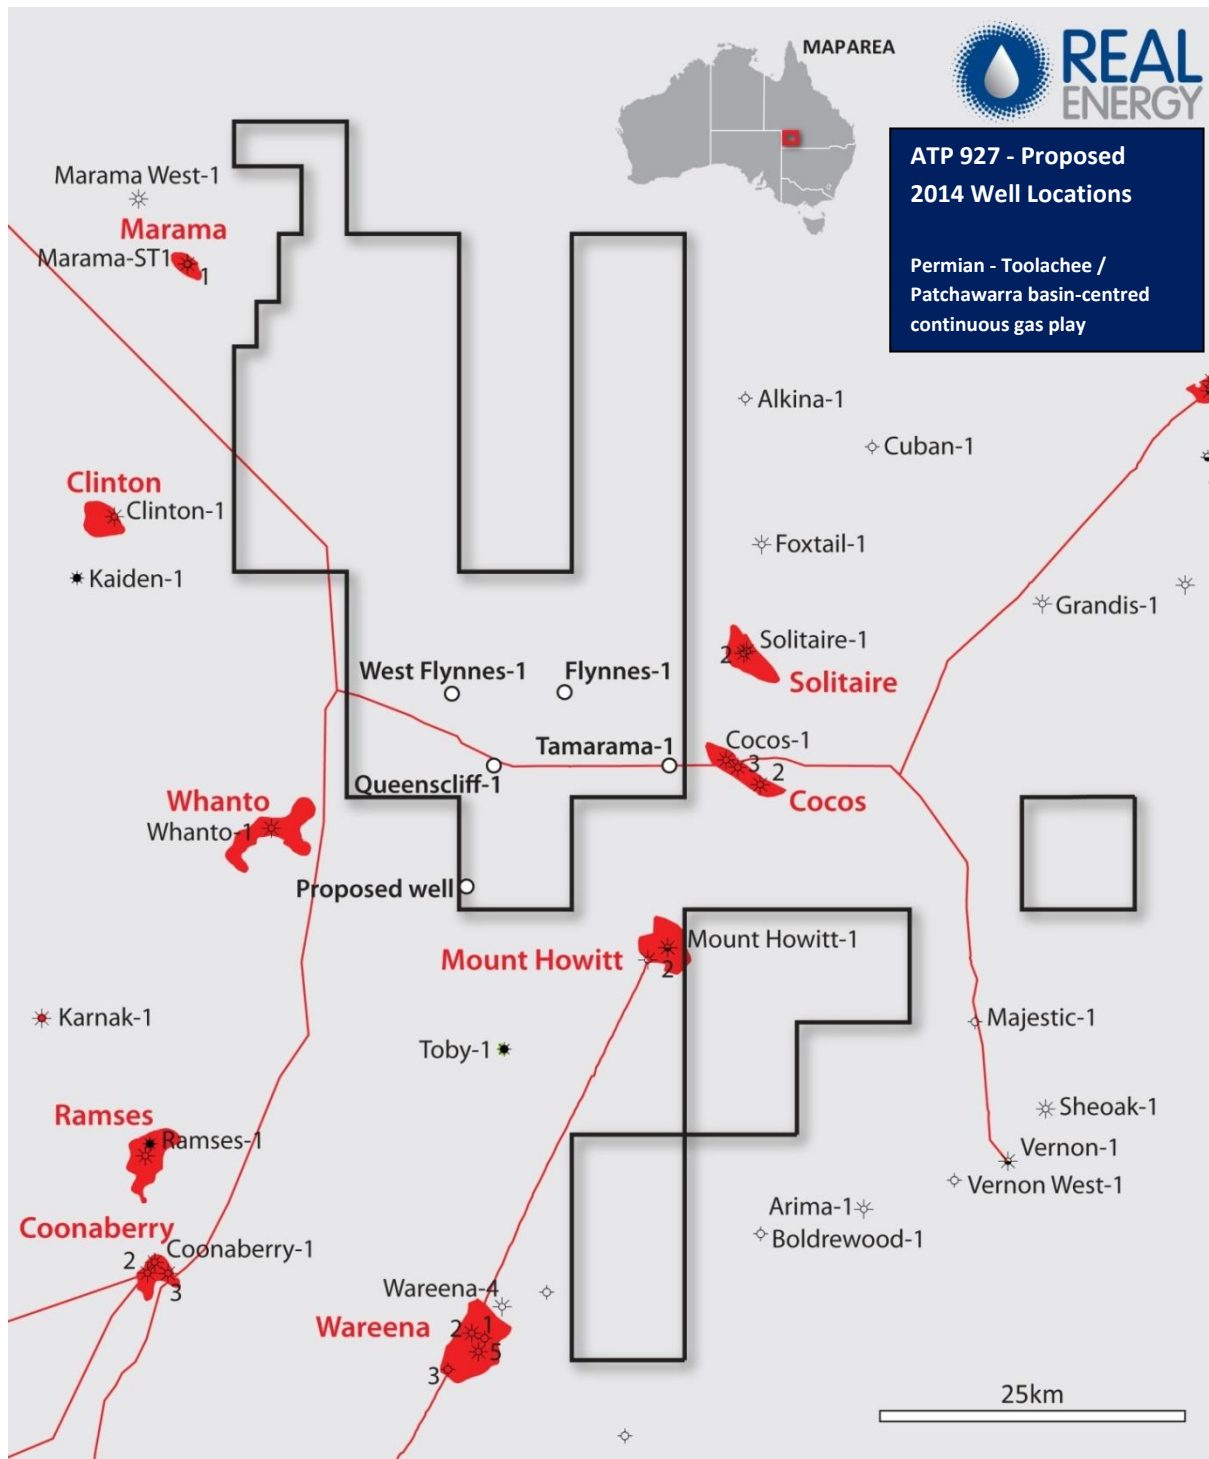 MAPAREA
REAL
ENERGY
ATP 927 - Proposed
2014 Well Locations
Permian - Toolachee /
Patchawarra basin-centred
continuous gas play
Marama West-1
Marama
Marama-ST1
1
Alkina-1
Cuban-1
Clinton
Clinton-1
Foxtail-1
Kaiden-1
Grandis-1
Solitaire-1
2
Solitaire
West Flynnes-1
Flynnes-1
Tamarama-1
Cocos-1
3
2
Queenscliff-1
Cocos
Whanto
Whanto-1
Proposed well
Mount Howitt-1
Mount Howitt
2
Karnak-1
Majestic-1
Toby-1
Sheoak-1
Ramses
Ramses-1
Vernon-1
Vernon West-1
Arima-1
Coonaberry
Boldrewood-1
Coonaberry-1
2
3
Wareena-4
Wareena
2
1
5
3
25km